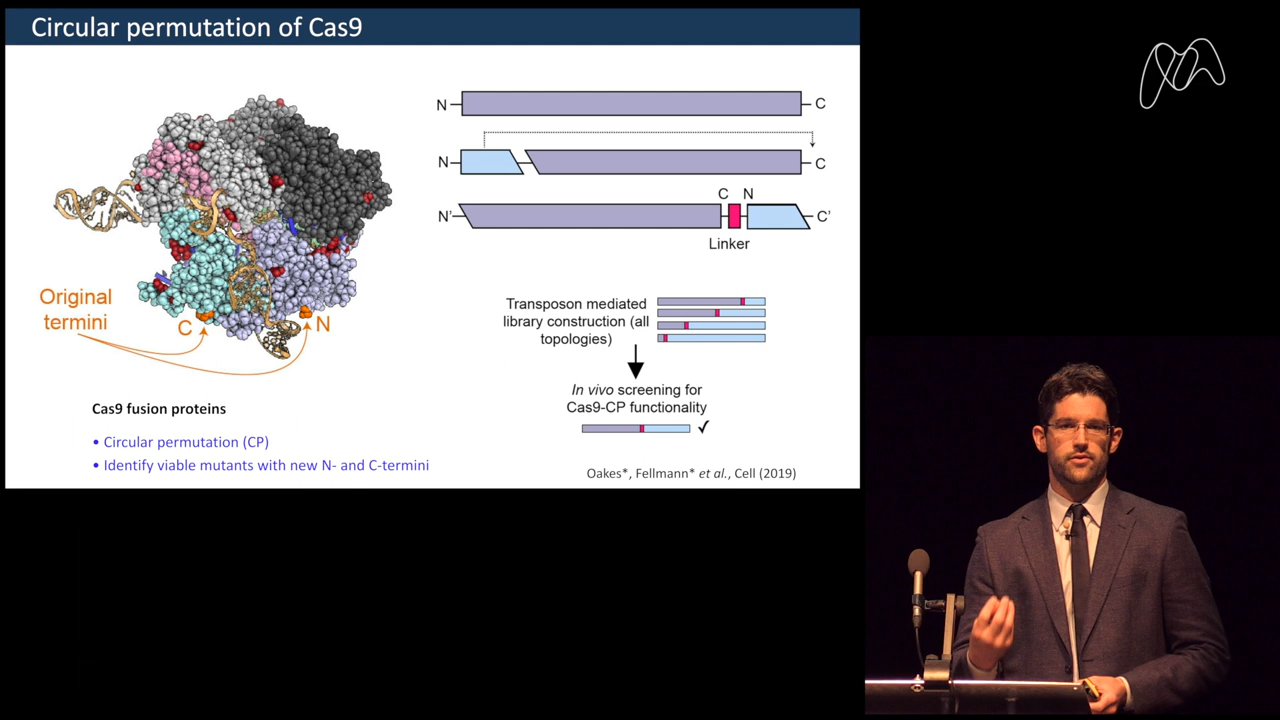 Circular permutation of Cas9
N
C
N
C
C N
N'
C'
Linker
Original
termini
C
N
Transposon mediated
library construction (all
topologies)
In vivo screening for
Cas9-CP functionality
✓
Cas9 fusion proteins
• Circular permutation (CP)
• Identify viable mutants with new N- and C-termini
Oakes*, Fellmann* et al., Cell (2019)